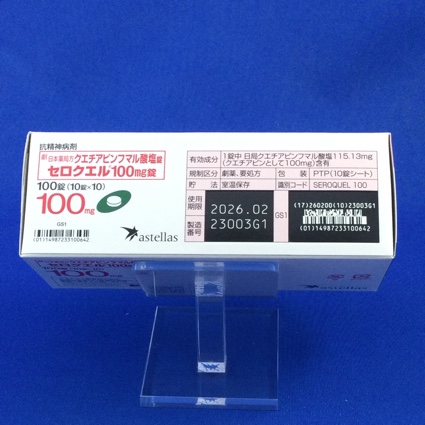 抗精神病剤
劇 日本薬局方 クエチアピンフマル酸塩錠
セロクエル®100mg錠
100錠(10錠×10)
100mg
GS1
(01)14987233100642
astellas
有効成分 1錠中 日局クエチアピンフマル酸塩115.13mg
(クエチアピンとして100mg)含有
規制区分 劇薬、処方 包装 PTP(10錠シート)
貯法 室温保存 識別コード SEROQUEL 100
使用期限 2026.02
製造番号 23003G1
GS1
(17)260200(10)23003G1
(01)14987233100642